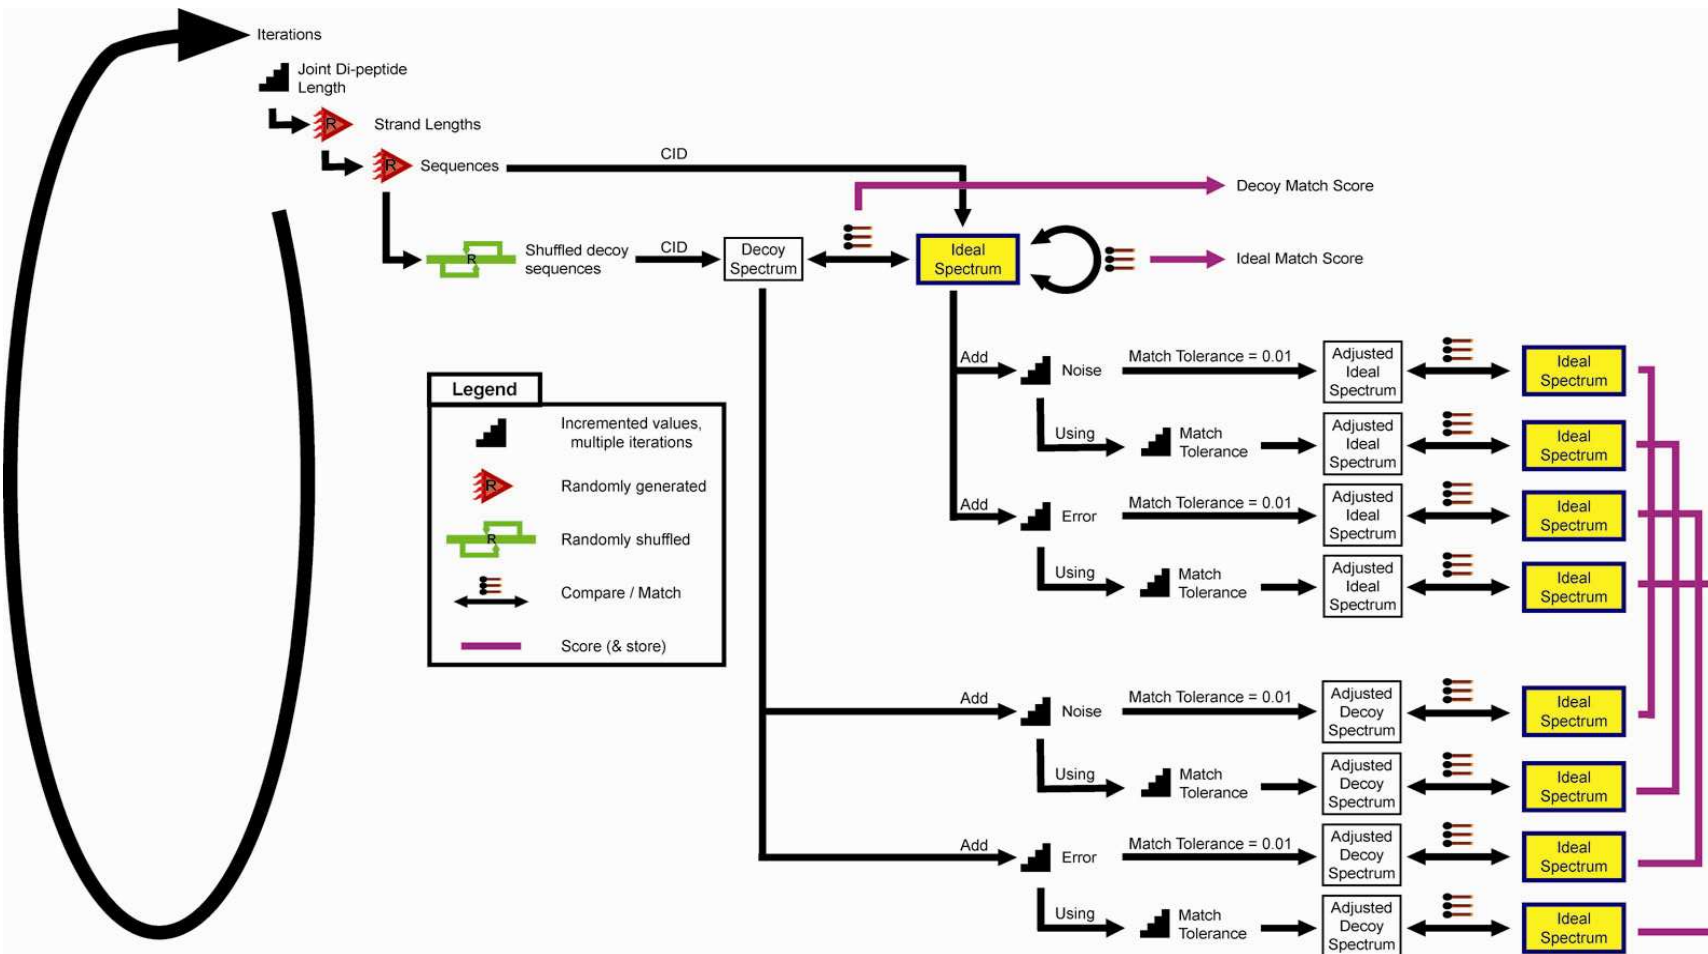 Iterations
Joint Di-peptide
Length
R
Strand Lengths
R
Sequences
CID
Decoy Match Score
R
Shuffled decoy
sequences
CID
Decoy
Spectrum
Ideal
Spectrum
Ideal Match Score
Add
Noise
Match Tolerance = 0.01
Adjusted
Ideal
Spectrum
Ideal
Spectrum
Using
Match
Tolerance
Adjusted
Ideal
Spectrum
Ideal
Spectrum
Add
Error
Match Tolerance = 0.01
Adjusted
Ideal
Spectrum
Ideal
Spectrum
Using
Match
Tolerance
Adjusted
Ideal
Spectrum
Ideal
Spectrum
Legend
Incremented values,
multiple iterations
R
Randomly generated
R
Randomly shuffled
Compare / Match
Score (& store)
Add
Noise
Match Tolerance = 0.01
Adjusted
Decoy
Spectrum
Ideal
Spectrum
Using
Match
Tolerance
Adjusted
Decoy
Spectrum
Ideal
Spectrum
Add
Error
Match Tolerance = 0.01
Adjusted
Decoy
Spectrum
Ideal
Spectrum
Using
Match
Tolerance
Adjusted
Decoy
Spectrum
Ideal
Spectrum